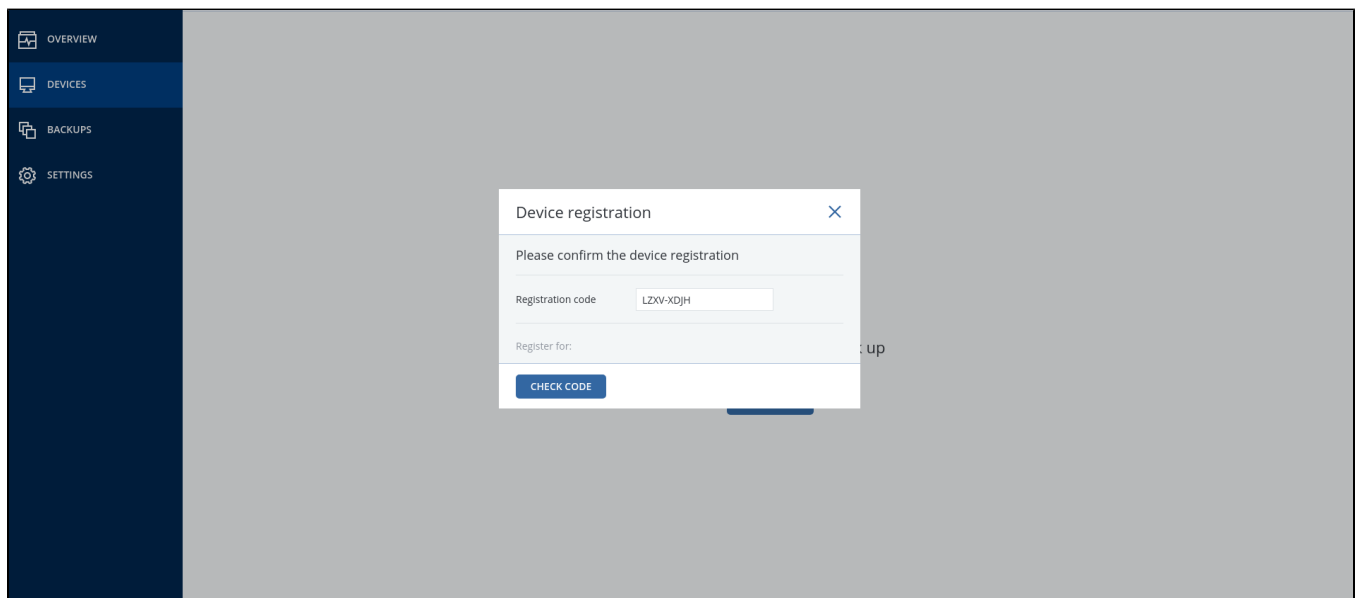 OVERVIEW
DEVICES
BACKUPS
SETTINGS
Device registration
Please confirm the device registration
Registration code LZXV-XDJH
Register for:
up
CHECK CODE